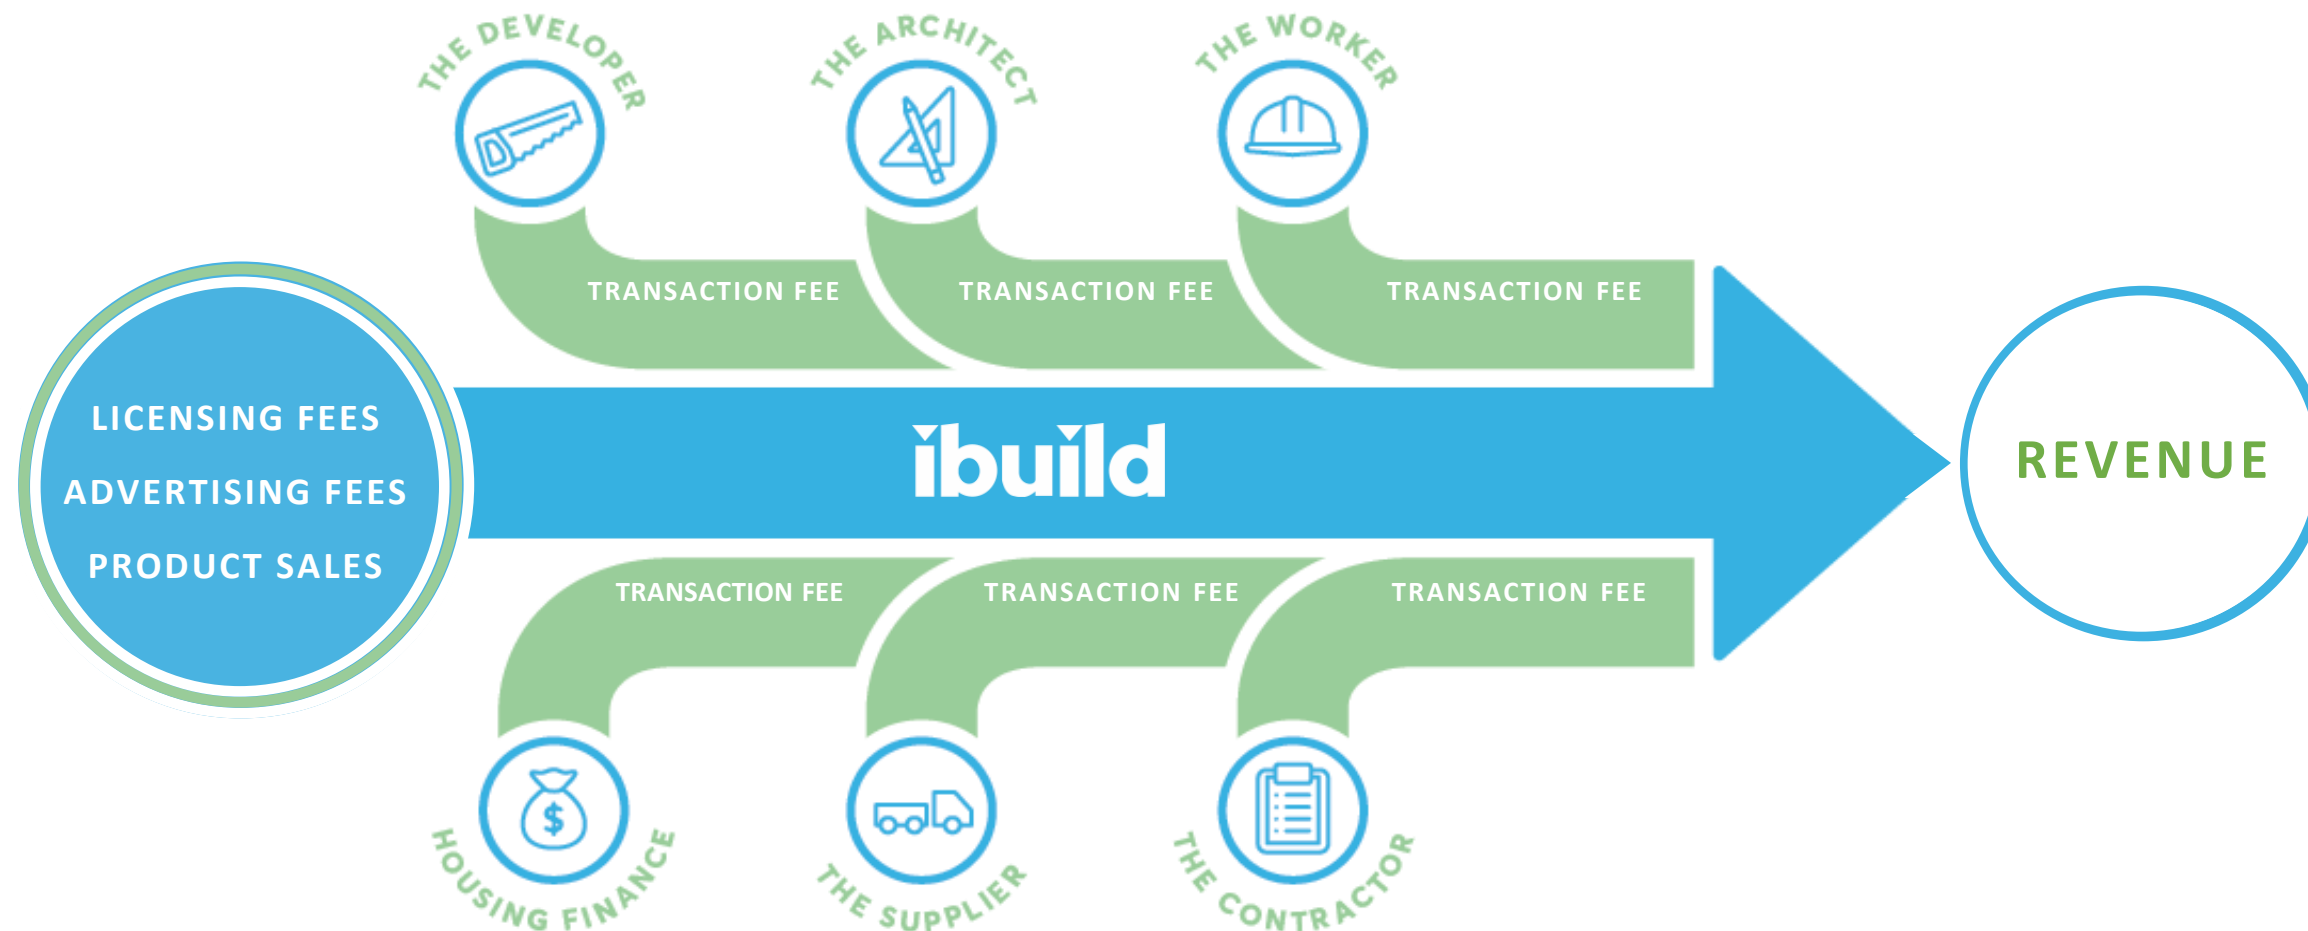 THE DEVELOPER
THE ARCHITECT
THE WORKER
TRANSACTION FEE
TRANSACTION FEE
TRANSACTION FEE
LICENSING FEES
ADVERTISING FEES
PRODUCT SALES
ibuild
REVENUE
TRANSACTION FEE
TRANSACTION FEE
TRANSACTION FEE
$
HOUSING FINANCE
THE SUPPLIER
THE CONTRACTOR